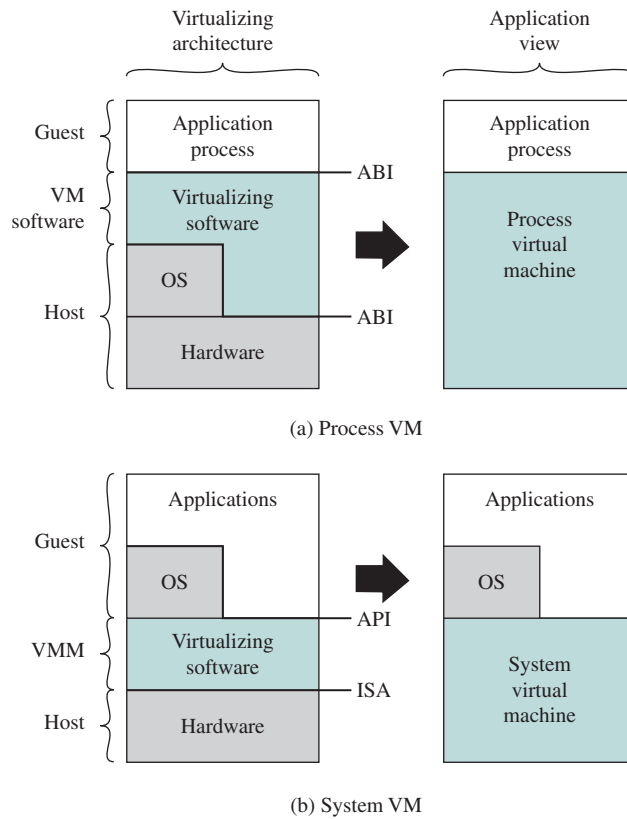 Virtualizing
architecture
Application
view
Guest
Application
process
Application
process
ABI
VM
software
Virtualizing
software
Process
virtual
machine
OS
Host
ABI
Hardware
(a) Process VM
Applications
Applications
Guest
OS
OS
API
VMM
Virtualizing
software
System
virtual
machine
ISA
Host
Hardware
(b) System VM